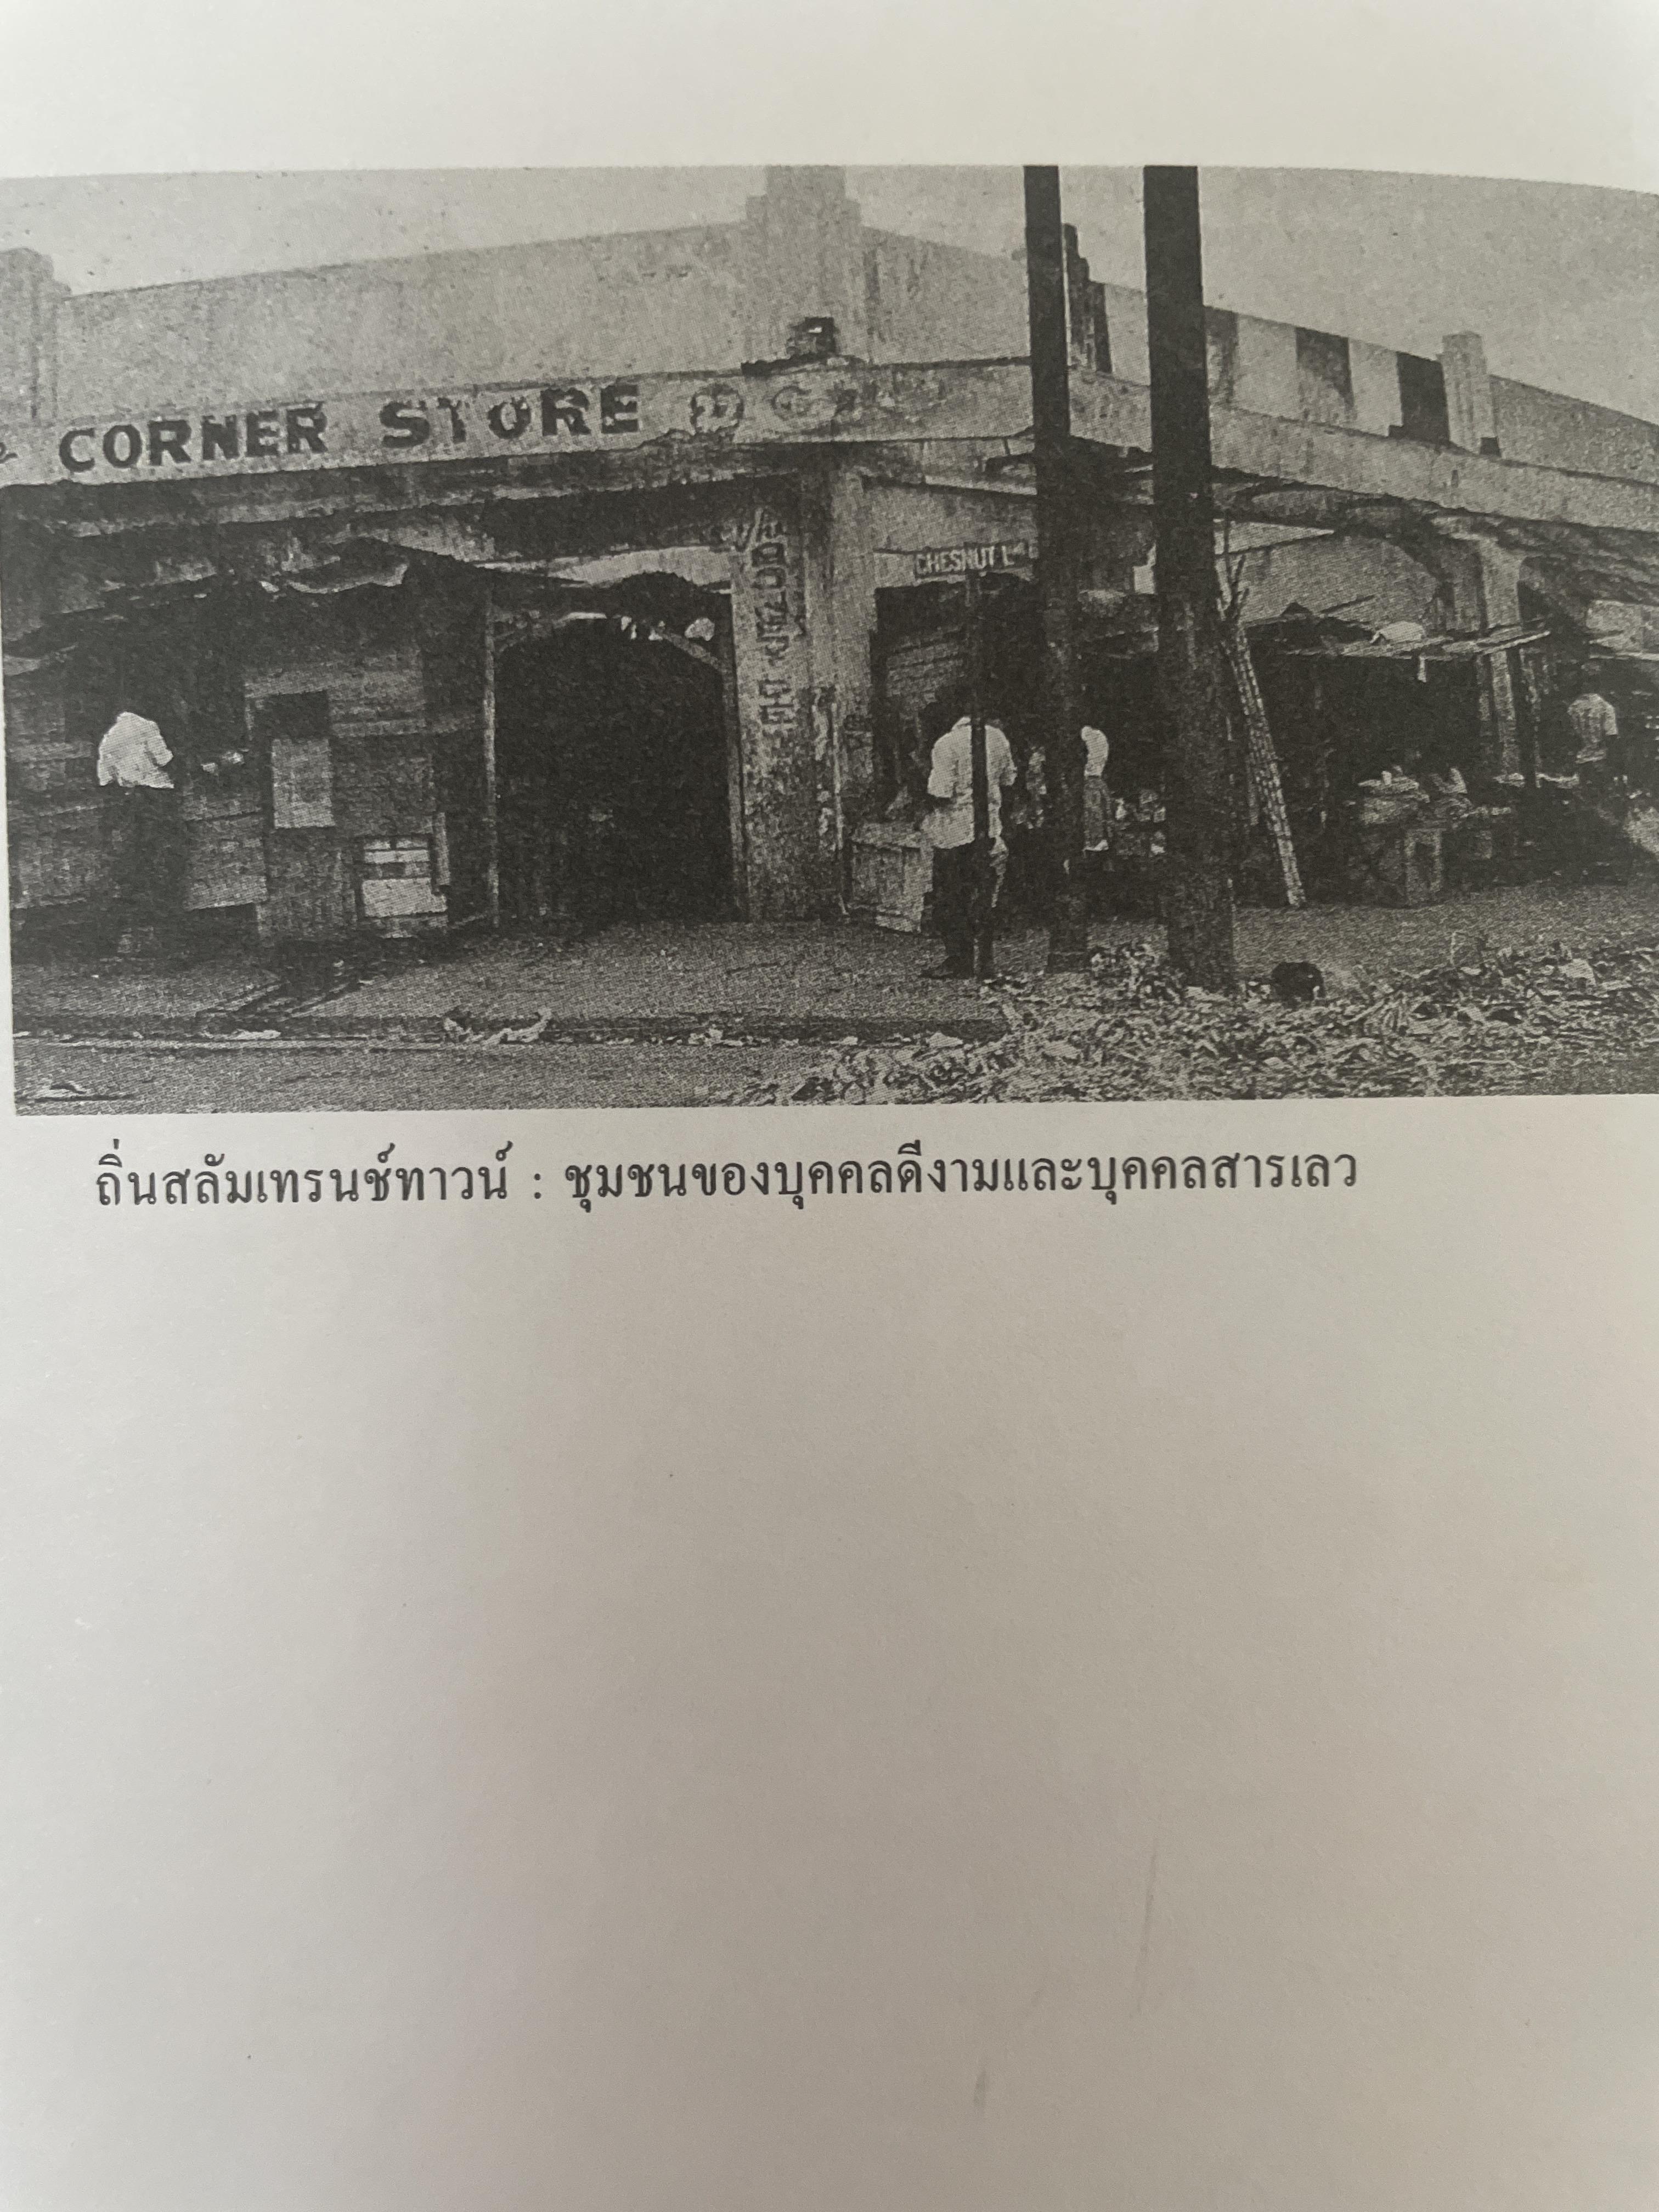 CORNER STORE
CHESNUT L
ถิ่นสลัมเทรนช์ทาวน์ : ชุมชนของบุคคลดีงามและบุคคลสารเลว